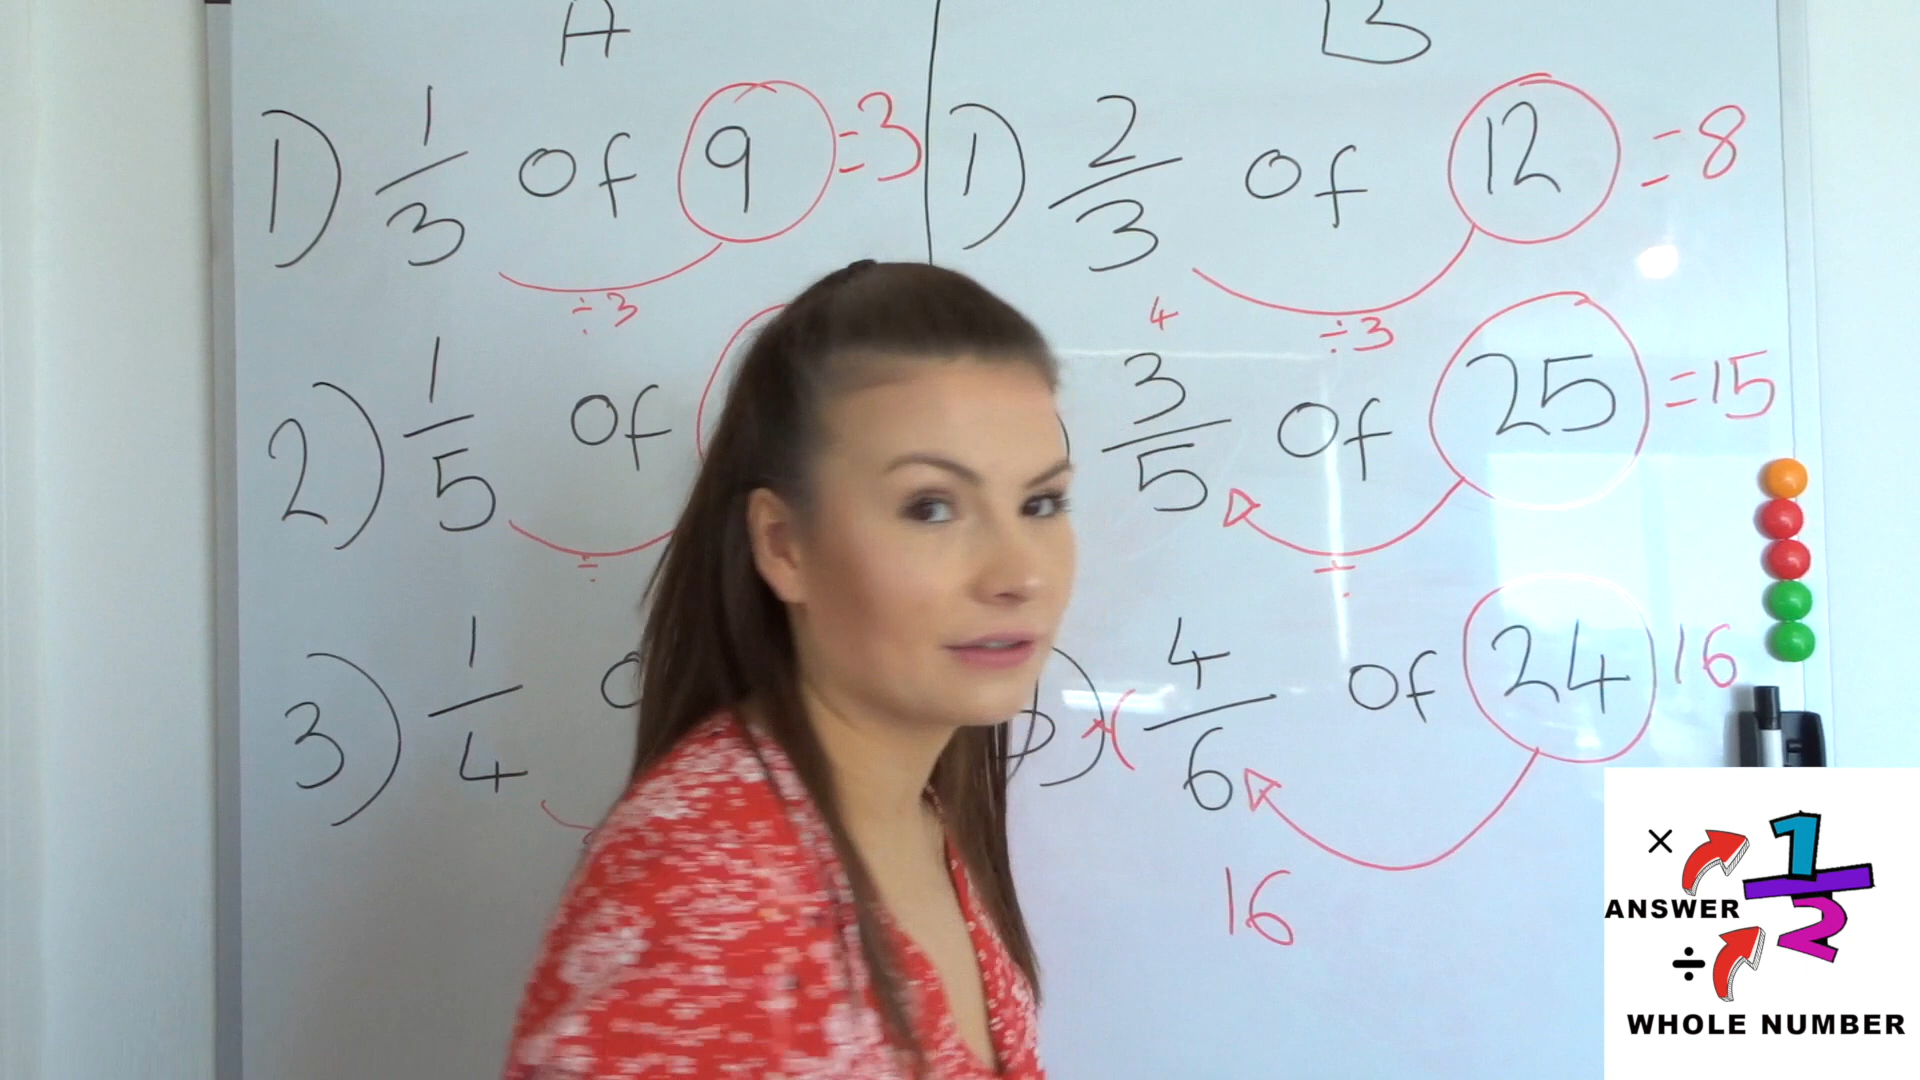 A
B
1) 1/3 of 9 =3
÷3
2) 1/5 of
÷
3) 1/4
1) 2/3 of 12 =8
4 ÷3
3/5 of 25 =15
÷
) ×( 4/6 of 24 16
16
× 1/2
ANSWER
÷
WHOLE NUMBER